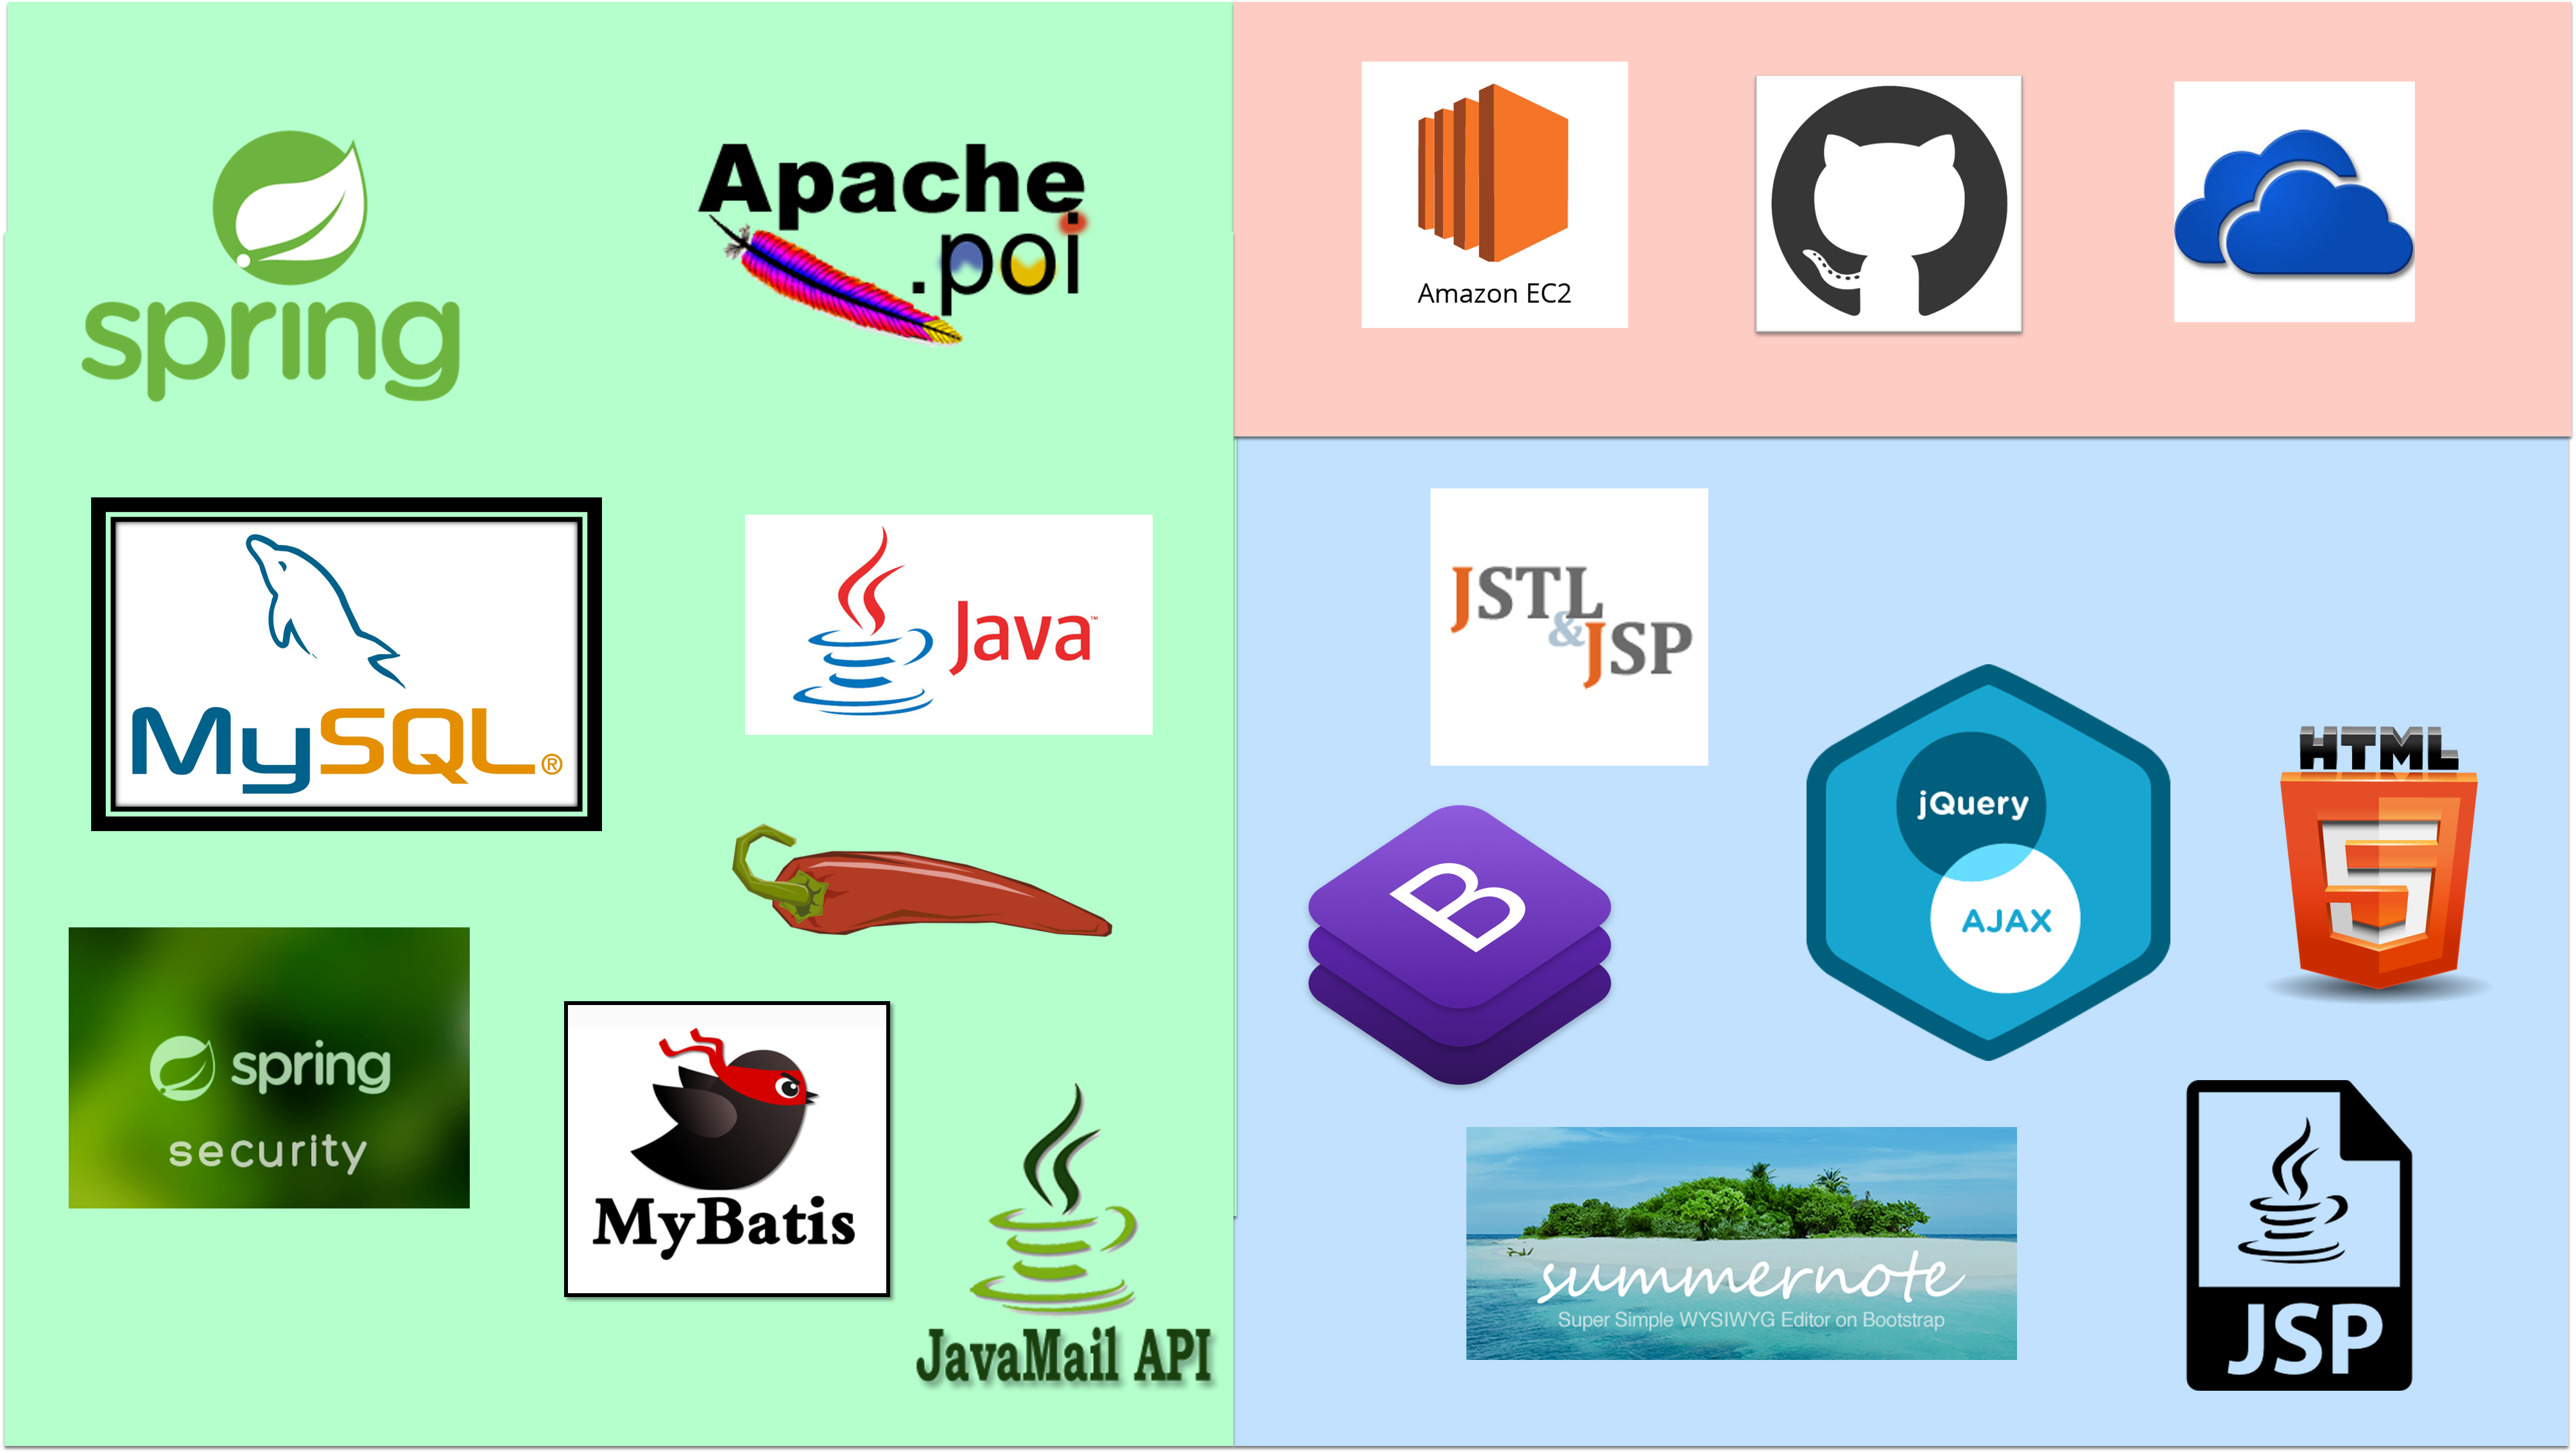 spring
Apache
.poi
MySQL®
Java™
spring
security
MyBatis
JavaMail API
Amazon EC2
JSTL
&JSP
B
jQuery
AJAX
HTML
5
summernote
Super Simple WYSIWYG Editor on Bootstrap
JSP